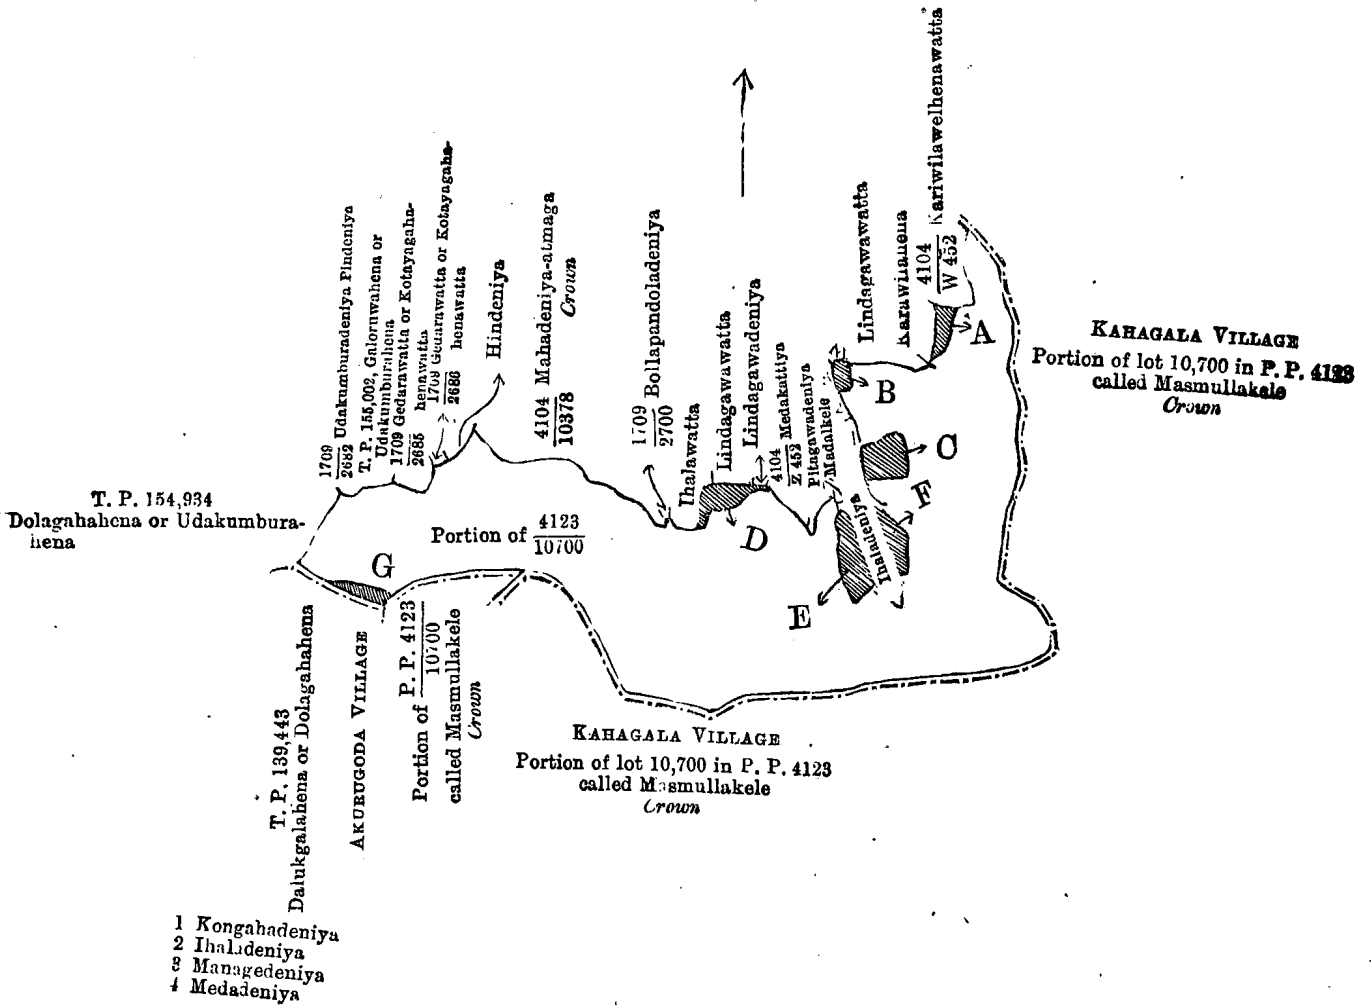 1709
2682 Udakumburadeniya Pindeniya
T. P. 155,002, Galoruwahena or
Udakumburahena
1709 Gedarawatta or Kotayagaha-
2685 henawatta
1709 Gedarawatta or Kotayagaha-
2686 henawatta
Hindeniya
4104 Mahadeniya-atmaga
10378 Crown
1709
2700 Bollapandoladeniya
Ihalawatta
Lindagawawatta
Lindagawadeniya
4104 Medakattiya
Z 452
Pitagawadeniya
Madalkele
Lindagawawatta
Karawilahena
4104
W 452
Kariwilawelhenawatta
A
B
C
D
E
F
G
Ihaladeniya
KAHAGALA VILLAGE
Portion of lot 10,700 in P. P. 4123
called Masmullakele
Crown
T. P. 154,934
Dolagahahena or Udakumbura-
hena
Portion of 4123
10700
T. P. 139,443
Dalukgalahena or Dolagahahena
AKURUGODA VILLAGE
Portion of P. P. 4123
10700
called Masmullakele
Crown
KAHAGALA VILLAGE
Portion of lot 10,700 in P. P. 4123
called Masmullakele
Crown
1 Kongahadeniya
2 Ihaladeniya
3 Managedeniya
4 Medadeniya